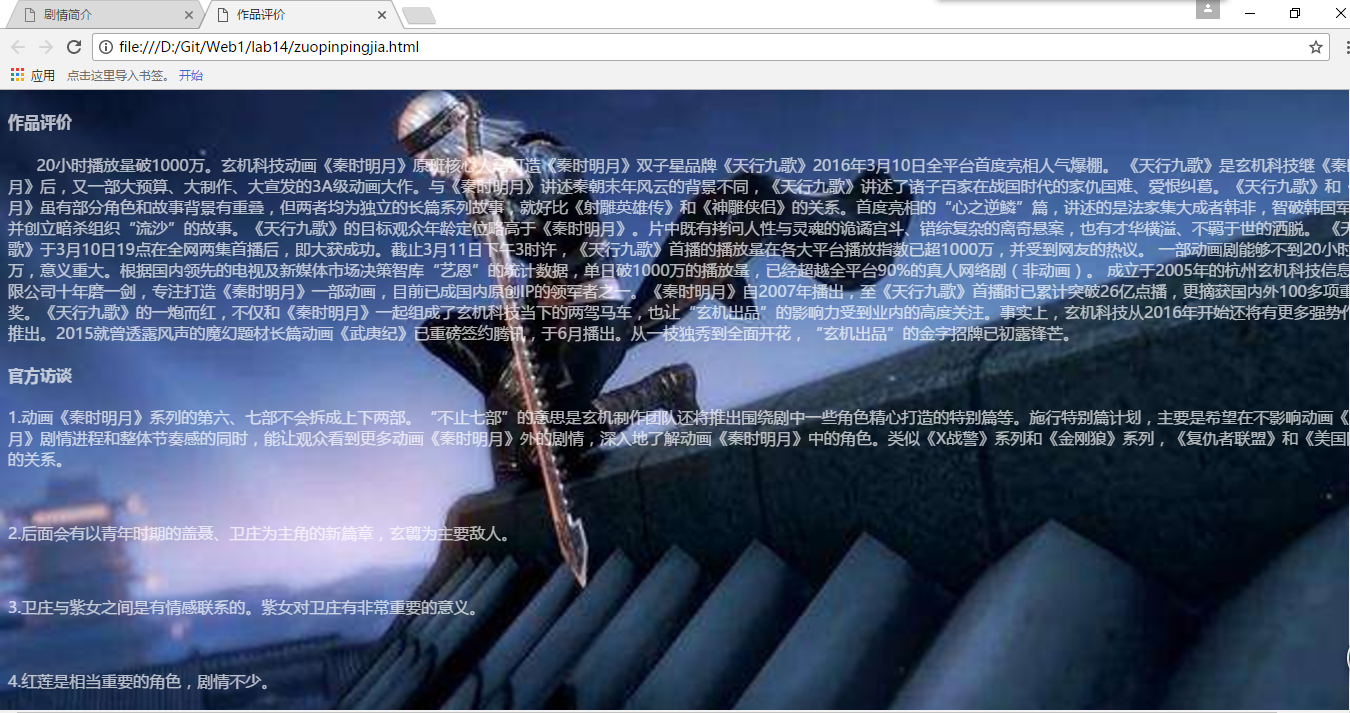 剧情简介
作品评价
file:///D:/Git/Web1/lab14/zuopinpingjia.html
应用 点击这里导入书签。 开始
作品评价
20小时播放量破1000万。玄机科技动画《秦时明月》原班核心人马打造《秦时明月》双子星品牌《天行九歌》2016年3月10日全平台首度亮相人气爆棚。 《天行九歌》是玄机科技继《秦时
月》后，又一部大预算、大制作、大宣发的3A级动画大作。与《秦时明月》讲述秦朝末年风云的背景不同，《天行九歌》讲述了诸子百家在战国时代的家仇国难、爱恨纠葛。《天行九歌》和《
月》虽有部分角色和故事背景有重叠，但两者均为独立的长篇系列故事，就好比《射雕英雄传》和《神雕侠侣》的关系。首度亮相的“心之逆鳞”篇，讲述的是法家集大成者韩非，智破韩国军
并创立暗杀组织“流沙”的故事。《天行九歌》的目标观众年龄定位略高于《秦时明月》。片中既有拷问人性与灵魂的诡谲宫斗、错综复杂的离奇悬案，也有才华横溢、不羁于世的洒脱。 《天
歌》于3月10日19点在全网两集首播后，即大获成功。截止3月11日下午3时许，《天行九歌》首播的播放量在各大平台播放指数已超1000万，并受到网友的热议。 一部动画剧能够不到20小时
万，意义重大。根据国内领先的电视及新媒体市场决策智库“艺恩”的统计数据，单日破1000万的播放量，已经超越全平台90%的真人网络剧（非动画）。 成立于2005年的杭州玄机科技信息
限公司十年磨一剑，专注打造《秦时明月》一部动画，目前已成国内原创IP的领军者之一。《秦时明月》自2007年播出，至《天行九歌》首播时已累计突破26亿点播，更摘获国内外100多项重
奖。《天行九歌》的一炮而红，不仅和《秦时明月》一起组成了玄机科技当下的两驾马车，也让“玄机出品”的影响力受到业内的高度关注。事实上，玄机科技从2016年开始还将有更多强势作
推出。2015就曾透露风声的魔幻题材长篇动画《武庚纪》已重磅签约腾讯，于6月播出。从一枝独秀到全面开花，“玄机出品”的金字招牌已初露锋芒。
官方访谈
1.动画《秦时明月》系列的第六、七部不会拆成上下两部。“不止七部”的意思是玄机制作团队还将推出围绕剧中一些角色精心打造的特别篇等。施行特别篇计划，主要是希望在不影响动画《
月》剧情进程和整体节奏感的同时，能让观众看到更多动画《秦时明月》外的剧情，深入地了解动画《秦时明月》中的角色。类似《X战警》系列和《金刚狼》系列，《复仇者联盟》和《美国
的关系。
2.后面会有以青年时期的盖聂、卫庄为主角的新篇章，玄翦为主要敌人。
3.卫庄与紫女之间是有情感联系的。紫女对卫庄有非常重要的意义。
4.红莲是相当重要的角色，剧情不少。